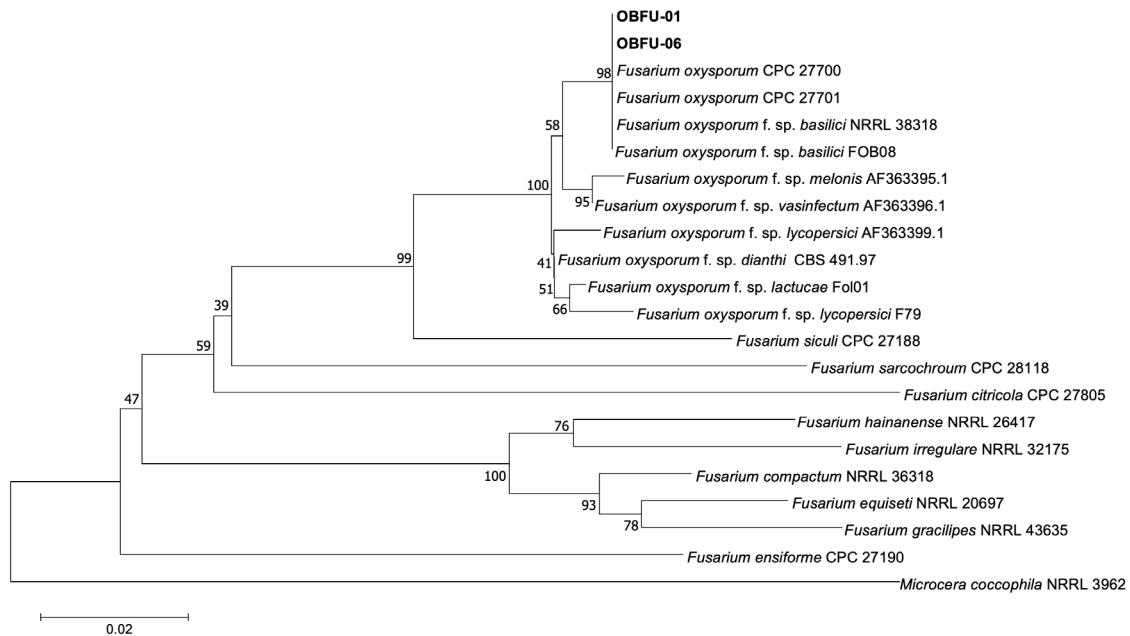 OBFU-01
OBFU-06
98
Fusarium oxysporum CPC 27700
Fusarium oxysporum CPC 27701
58
Fusarium oxysporum f. sp. basilici NRRL 38318
Fusarium oxysporum f. sp. basilici FOB08
Fusarium oxysporum f. sp. melonis AF363395.1
100
95
Fusarium oxysporum f. sp. vasinfectum AF363396.1
Fusarium oxysporum f. sp. lycopersici AF363399.1
99
41
Fusarium oxysporum f. sp. dianthi CBS 491.97
51
Fusarium oxysporum f. sp. lactucae Fol01
39
66
Fusarium oxysporum f. sp. lycopersici F79
59
Fusarium siculi CPC 27188
Fusarium sarcochroum CPC 28118
47
Fusarium citricola CPC 27805
76
Fusarium hainanense NRRL 26417
Fusarium irregulare NRRL 32175
100
Fusarium compactum NRRL 36318
93
Fusarium equiseti NRRL 20697
78
Fusarium gracilipes NRRL 43635
Fusarium ensiforme CPC 27190
Microcera coccophila NRRL 3962
0.02